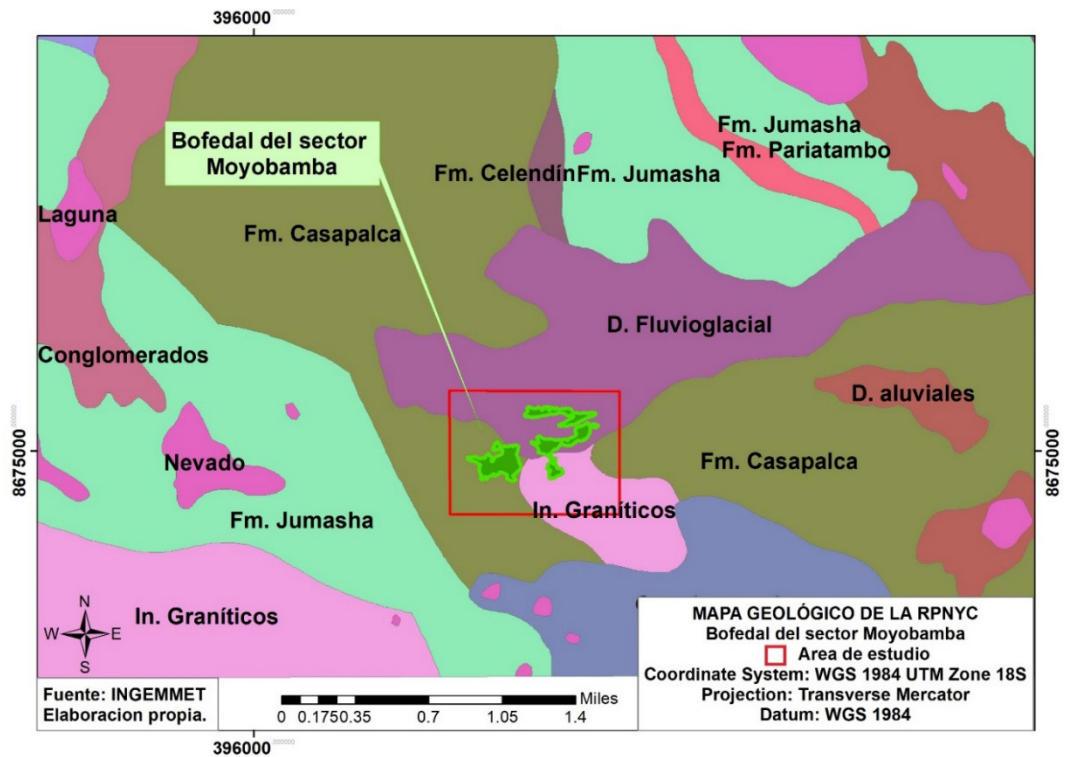 396000
Bofedal del sector
Moyobamba
Fm. Jumasha
Fm. Pariatambo
Fm. Celendín
Fm. Jumasha
Laguna
Fm. Casapalca
D. Fluvioglacial
Conglomerados
D. aluviales
8675000
8675000
Nevado
Fm. Casapalca
In. Graníticos
Fm. Jumasha
In. Graníticos
N
W
E
S
MAPA GEOLÓGICO DE LA RPNYC
Bofedal del sector Moyobamba
Area de estudio
Coordinate System: WGS 1984 UTM Zone 18S
Projection: Transverse Mercator
Datum: WGS 1984
Fuente: INGEMMET
Elaboracion propia.
Miles
0 0.175 0.35 0.7 1.05 1.4
396000